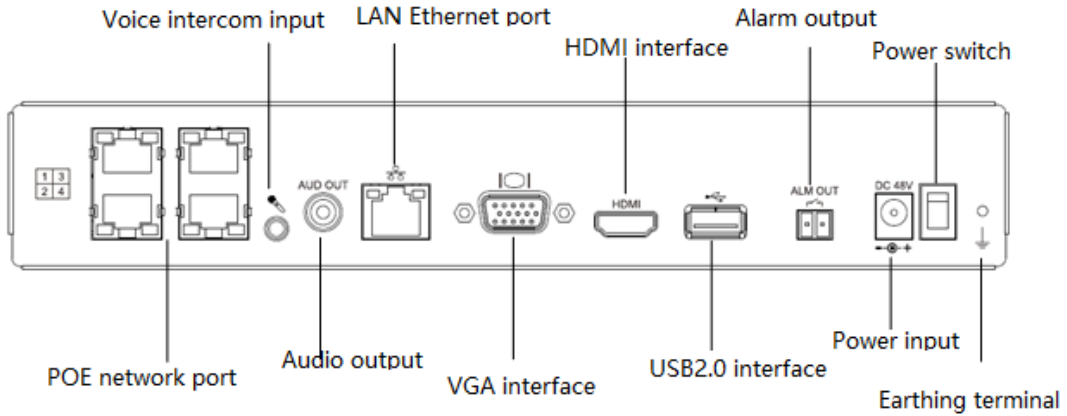 Voice intercom input
LAN Ethernet port
HDMI interface
Alarm output
Power switch
1 3
2 4
AUD OUT
HDMI
ALM OUT
DC 48V
POE network port
Audio output
VGA interface
USB2.0 interface
Power input
Earthing terminal